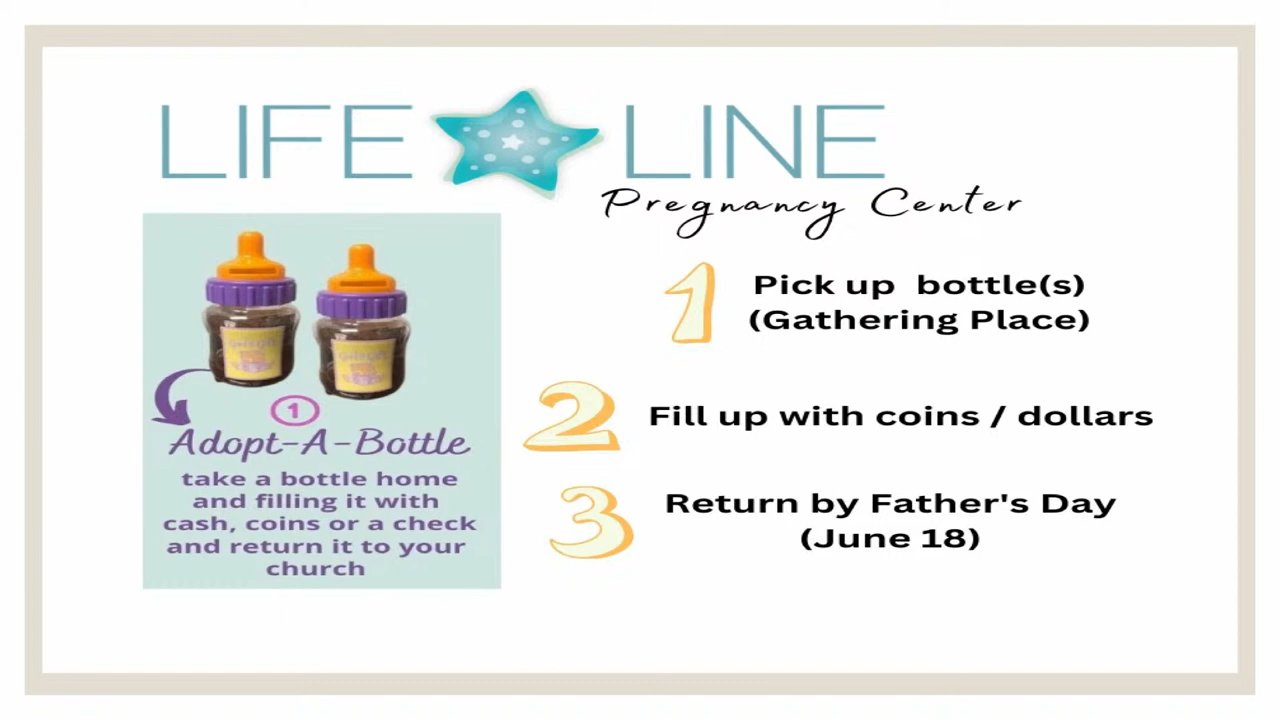 LIFE LINE
Pregnancy Center
1
Pick up bottle(s)
(Gathering Place)
2
Fill up with coins / dollars
3
Return by Father's Day
(June 18)
1
Adopt-A-Bottle
take a bottle home
and filling it with
cash, coins or a check
and return it to your
church